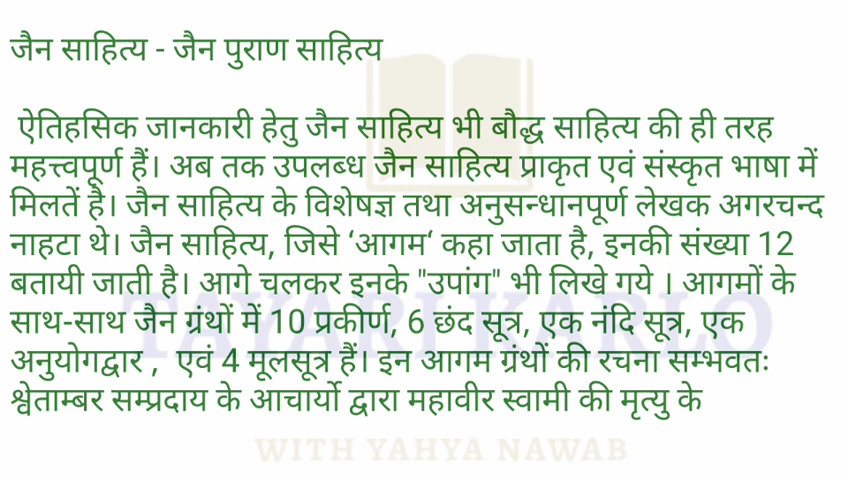 जैन साहित्य - जैन पुराण साहित्य
ऐतिहसिक जानकारी हेतु जैन साहित्य भी बौद्ध साहित्य की ही तरह
महत्त्वपूर्ण हैं। अब तक उपलब्ध जैन साहित्य प्राकृत एवं संस्कृत भाषा में
मिलतें है। जैन साहित्य के विशेषज्ञ तथा अनुसन्धानपूर्ण लेखक अगरचन्द
नाहटा थे। जैन साहित्य, जिसे ‘आगम‘ कहा जाता है, इनकी संख्या 12
बतायी जाती है। आगे चलकर इनके "उपांग" भी लिखे गये । आगमों के
साथ-साथ जैन ग्रंथों में 10 प्रकीर्ण, 6 छंद सूत्र, एक नंदि सूत्र, एक
अनुयोगद्वार , एवं 4 मूलसूत्र हैं। इन आगम ग्रंथों की रचना सम्भवतः
श्वेताम्बर सम्प्रदाय के आचार्यो द्वारा महावीर स्वामी की मृत्यु के
TAYARI KARLO
WITH YAHYA NAWAB